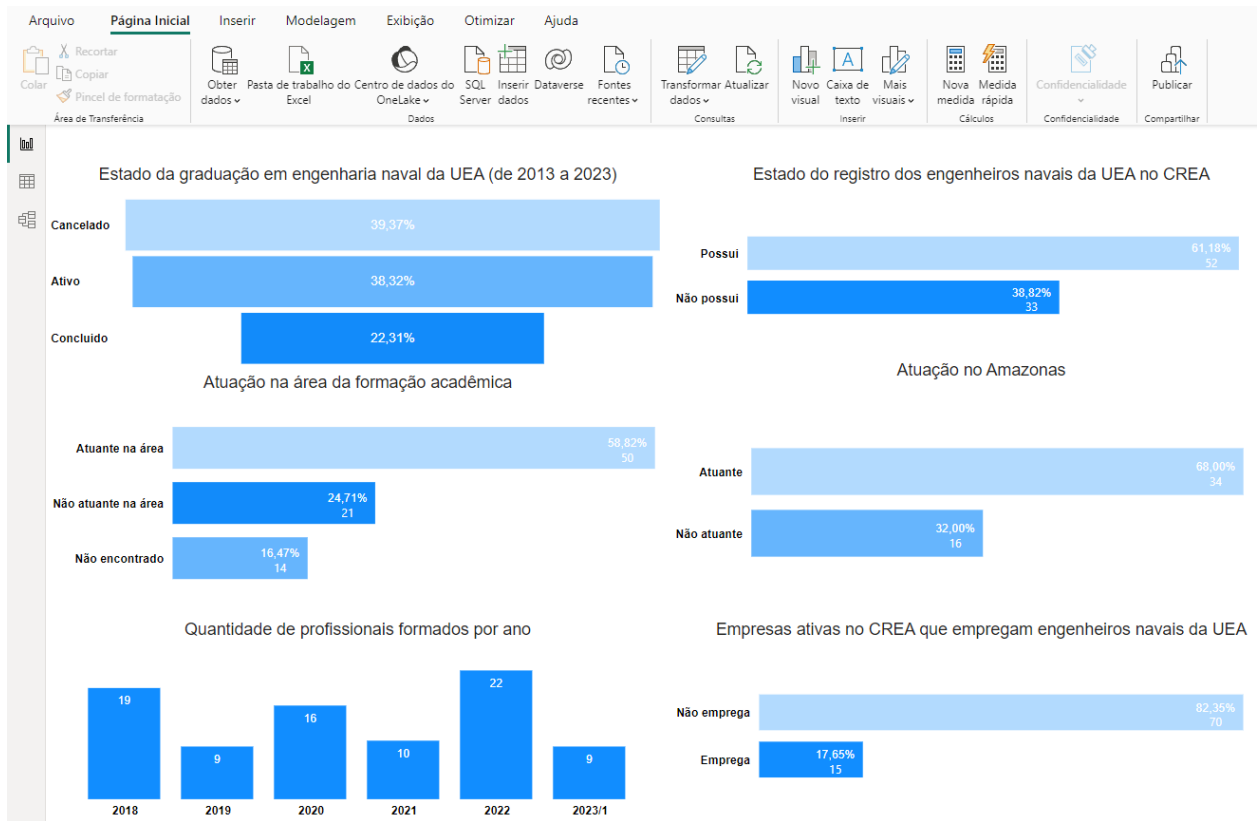 Arquivo Página Inicial Inserir Modelagem Exibição Otimizar Ajuda
Colar
Recortar
Copiar
Pincel de formatação
Área de Transferência
Obter dados
Pasta de trabalho do Excel
Centro de dados do OneLake
SQL Server
Inserir dados
Dataverse
Fontes recentes
Dados
Transformar dados
Atualizar
Consultas
Novo visual
Caixa de texto
Mais visuais
Inserir
Nova medida
Medida rápida
Cálculos
Confidencialidade
Confidencialidade
Publicar
Compartilhar
Estado da graduação em engenharia naval da UEA (de 2013 a 2023)
Cancelado 39,37%
Ativo 38,32%
Concluido 22,31%
Estado do registro dos engenheiros navais da UEA no CREA
Possui 61,18%
52
Não possui 38,82%
33
Atuação na área da formação acadêmica
Atuante na área 58,82%
50
Não atuante na área 24,71%
21
Não encontrado 16,47%
14
Atuação no Amazonas
Atuante 68,00%
34
Não atuante 32,00%
16
Quantidade de profissionais formados por ano
19 9 16 10 22 9
2018 2019 2020 2021 2022 2023/1
Empresas ativas no CREA que empregam engenheiros navais da UEA
Não emprega 82,35%
70
Emprega 17,65%
15